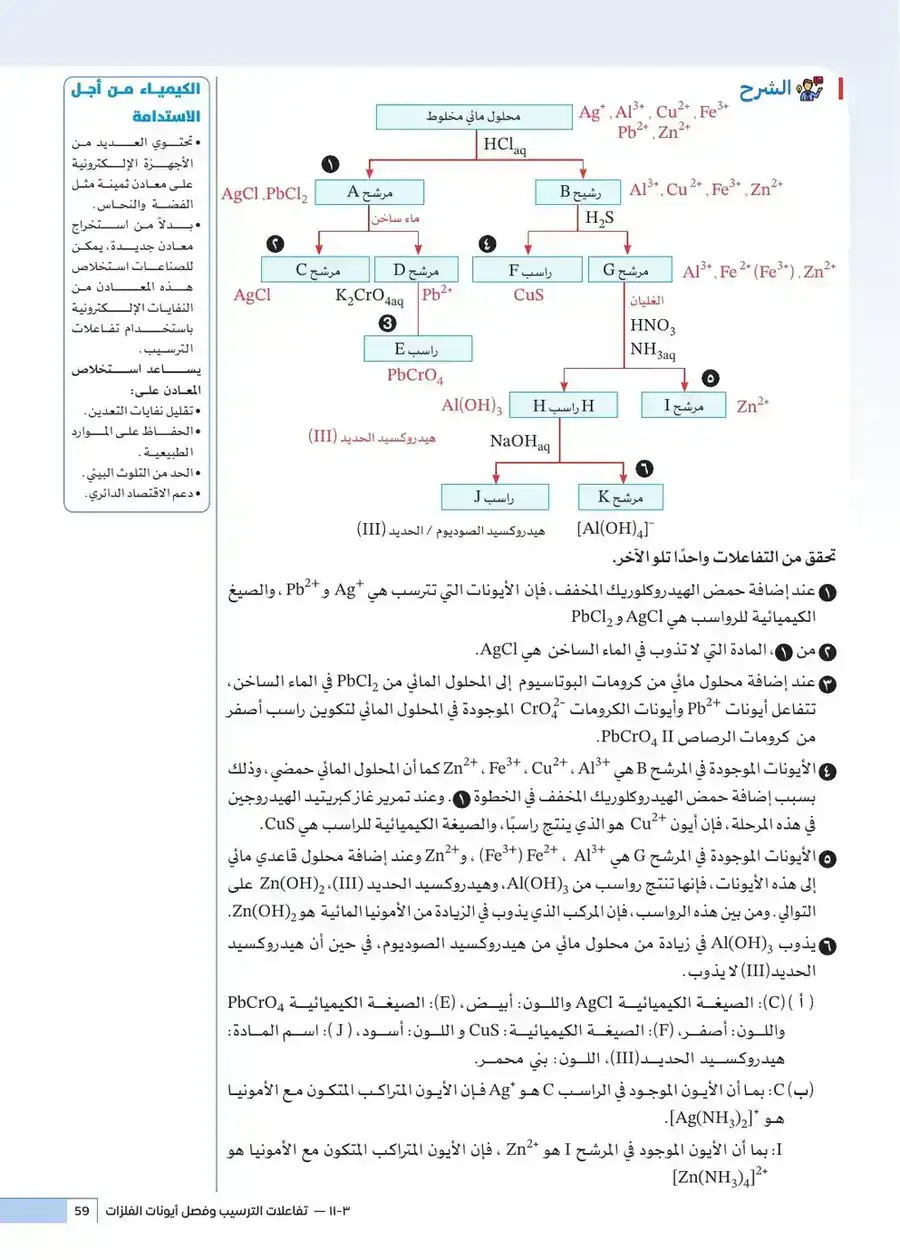 الشرح
محلول مائي مخلوط
Ag⁺ ، Al³⁺ ، Cu²⁺ ، Fe³⁺
Pb²⁺ ، Zn²⁺
HClaq
١
AgCl ،PbCl₂
مرشح A
رشيح B
Al³⁺، Cu²⁺ ، Fe³⁺ ، Zn²⁺
ماء ساخن
H₂S
٢
٤
مرشح C
مرشح D
راسب F
مرشح G
Al³⁺، Fe²⁺(Fe³⁺) ، Zn²⁺
AgCl
K₂CrO₄aq
Pb²⁺
CuS
الغليان
HNO₃
NH₃aq
3
راسب E
PbCrO₄
٥
Al(OH)₃
H راسب H
مرشح I
Zn²⁺
هيدروكسيد الحديد (III)
NaOHaq
٦
راسب J
مرشح K
هيدروكسيد الصوديوم / الحديد (III)
[Al(OH)₄]⁻
تحقق من التفاعلات واحدًا تلو الآخر.
١ عند إضافة حمض الهيدروكلوريك المخفف، فإن الأيونات التي تترسب هي Ag⁺ و Pb²⁺ ، والصيغ
الكيميائية للرواسب هي AgCl و PbCl₂
٢ من ١، المادة التي لا تذوب في الماء الساخن هي AgCl.
٣ عند إضافة محلول مائي من كرومات البوتاسيوم إلى المحلول المائي من PbCl₂ في الماء الساخن،
تتفاعل أيونات Pb²⁺ وأيونات الكرومات CrO₄²⁻ الموجودة في المحلول المائي لتكوين راسب أصفر
من كرومات الرصاص PbCrO₄ II.
٤ الأيونات الموجودة في المرشح B هي Al³⁺ ، Cu²⁺ ، Fe³⁺ ، Zn²⁺ كما أن المحلول المائي حمضي، وذلك
بسبب إضافة حمض الهيدروكلوريك المخفف في الخطوة ١. وعند تمرير غاز كبريتيد الهيدروجين
في هذه المرحلة، فإن أيون Cu²⁺ هو الذي ينتج راسبًا، والصيغة الكيميائية للراسب هي CuS.
٥ الأيونات الموجودة في المرشح G هي Al³⁺ ، Fe²⁺ (Fe³⁺) ، وZn²⁺ وعند إضافة محلول قاعدي مائي
إلى هذه الأيونات، فإنها تنتج رواسب من Al(OH)₃، وهيدروكسيد الحديد (III)، Zn(OH)₂ على
التوالي. ومن بين هذه الرواسب، فإن المركب الذي يذوب في الزيادة من الأمونيا المائية هو Zn(OH)₂.
٦ يذوب Al(OH)₃ في زيادة من محلول مائي من هيدروكسيد الصوديوم، في حين أن هيدروكسيد
الحديد(III) لا يذوب.
( أ ) (C): الصيغة الكيميائية AgCl واللون: أبيض، (E): الصيغة الكيميائية PbCrO₄
واللون: أصفر، (F): الصيغة الكيميائية: CuS و اللون: أسود، ( J ): اسم المادة:
هيدروكسيد الحديد(III)، اللون: بني محمر.
(ب) C: بما أن الأيون الموجود في الراسب C هو Ag⁺ فإن الأيون المتراكب المتكون مع الأمونيا
هو [Ag(NH₃)₂]⁺.
I: بما أن الأيون الموجود في المرشح I هو Zn²⁺ ، فإن الأيون المتراكب المتكون مع الأمونيا هو
[Zn(NH₃)₄]²⁺
الكيمياء من أجل
الاستدامة
• تحتوي العديد من
الأجهزة الإلكترونية
على معادن ثمينة مثل
الفضة والنحاس.
• بدلاً من استخراج
معادن جديدة، يمكن
للصناعات استخلاص
هذه المعادن من
النفايات الإلكترونية
باستخدام تفاعلات
الترسيب.
يساعد استخلاص
المعادن على:
• تقليل نفايات التعدين.
• الحفاظ على الموارد
الطبيعية .
• الحد من التلوث البيئي.
• دعم الاقتصاد الدائري.
٣-١١ — تفاعلات الترسيب وفصل أيونات الفلزات
59